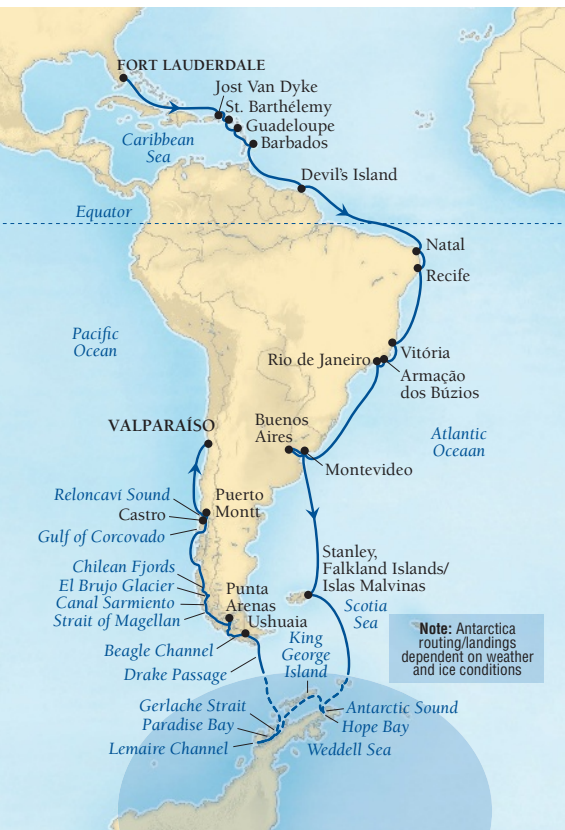 FORT LAUDERDALE
Jost Van Dyke
St. Barthélemy
Guadeloupe
Barbados
Caribbean
Sea
Devil's Island
Equator
Natal
Recife
Pacific
Ocean
Vitória
Rio de Janeiro
Armação
dos Búzios
VALPARAÍSO
Buenos
Aires
Atlantic
Oceaan
Montevideo
Reloncaví Sound
Puerto
Montt
Castro
Gulf of Corcovado
Stanley,
Falkland Islands/
Islas Malvinas
Chilean Fjords
El Brujo Glacier
Canal Sarmiento
Strait of Magellan
Punta
Arenas
Ushuaia
Scotia
Sea
Note: Antarctica
routing/landings
dependent on weather
and ice conditions
King
George
Island
Beagle Channel
Drake Passage
Gerlache Strait
Paradise Bay
Lemaire Channel
Antarctic Sound
Hope Bay
Weddell Sea